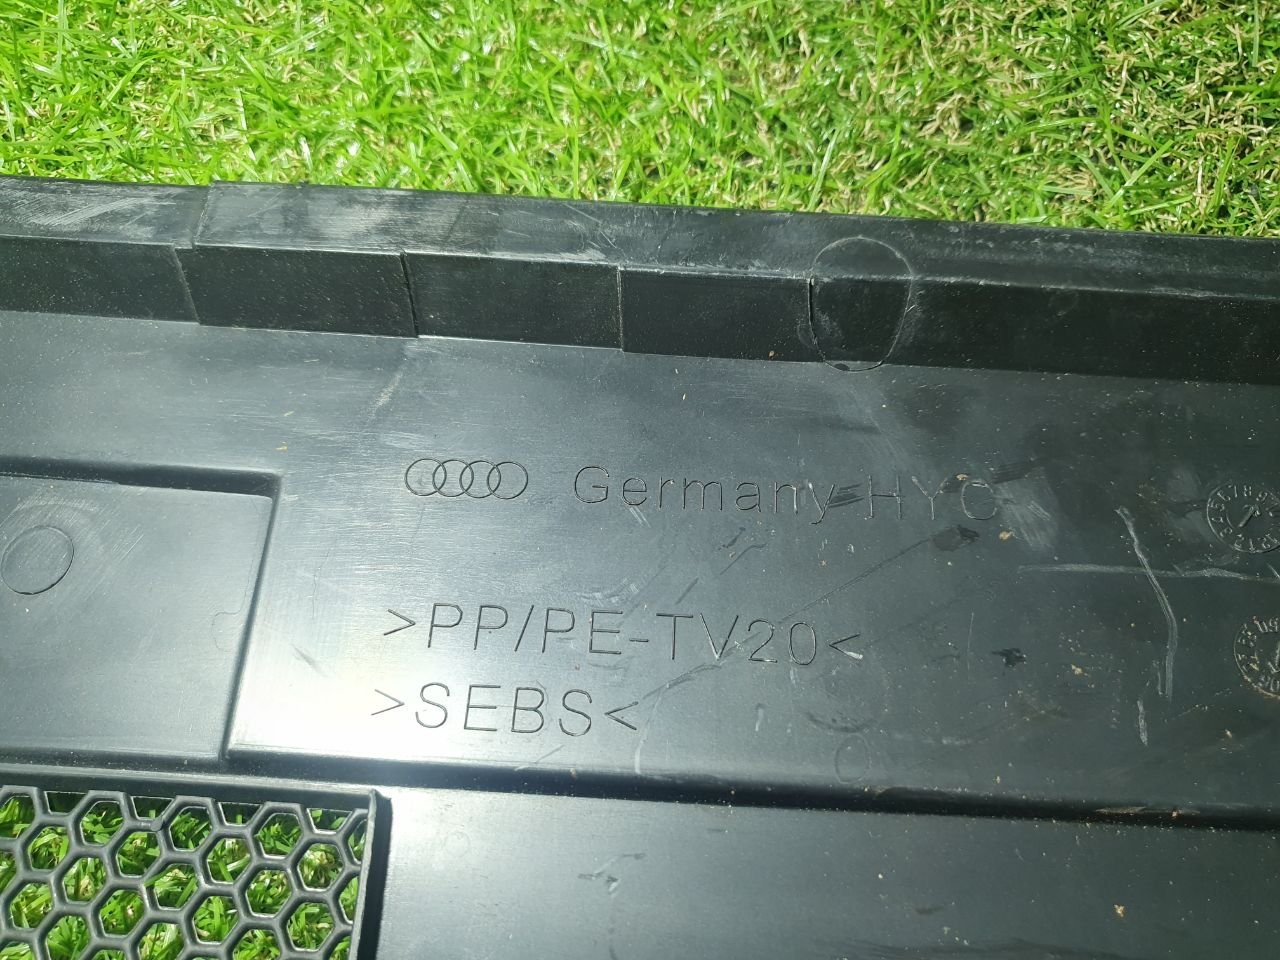 Germany HYC
>PP/PE-TV20<
>SEBS<